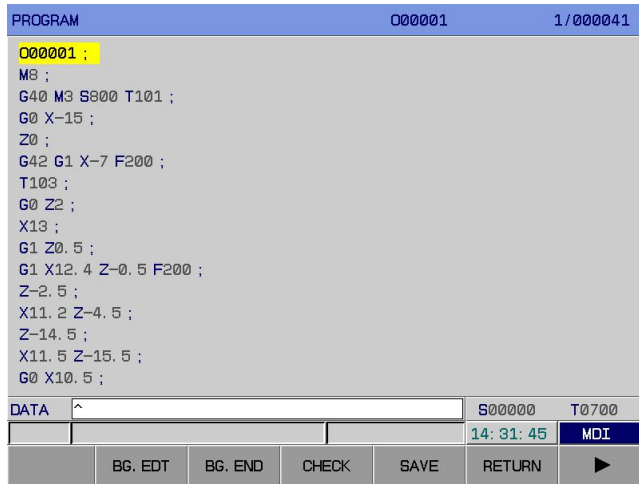 PROGRAM O00001 1/000041
O00001 ;
M8 ;
G40 M3 S800 T101 ;
G0 X-15 ;
Z0 ;
G42 G1 X-7 F200 ;
T103 ;
G0 Z2 ;
X13 ;
G1 Z0.5 ;
G1 X12.4 Z-0.5 F200 ;
Z-2.5 ;
X11.2 Z-4.5 ;
Z-14.5 ;
X11.5 Z-15.5 ;
G0 X10.5 ;
DATA ^ S00000 T0700
14:31:45 MDI
BG. EDT BG. END CHECK SAVE RETURN ▶